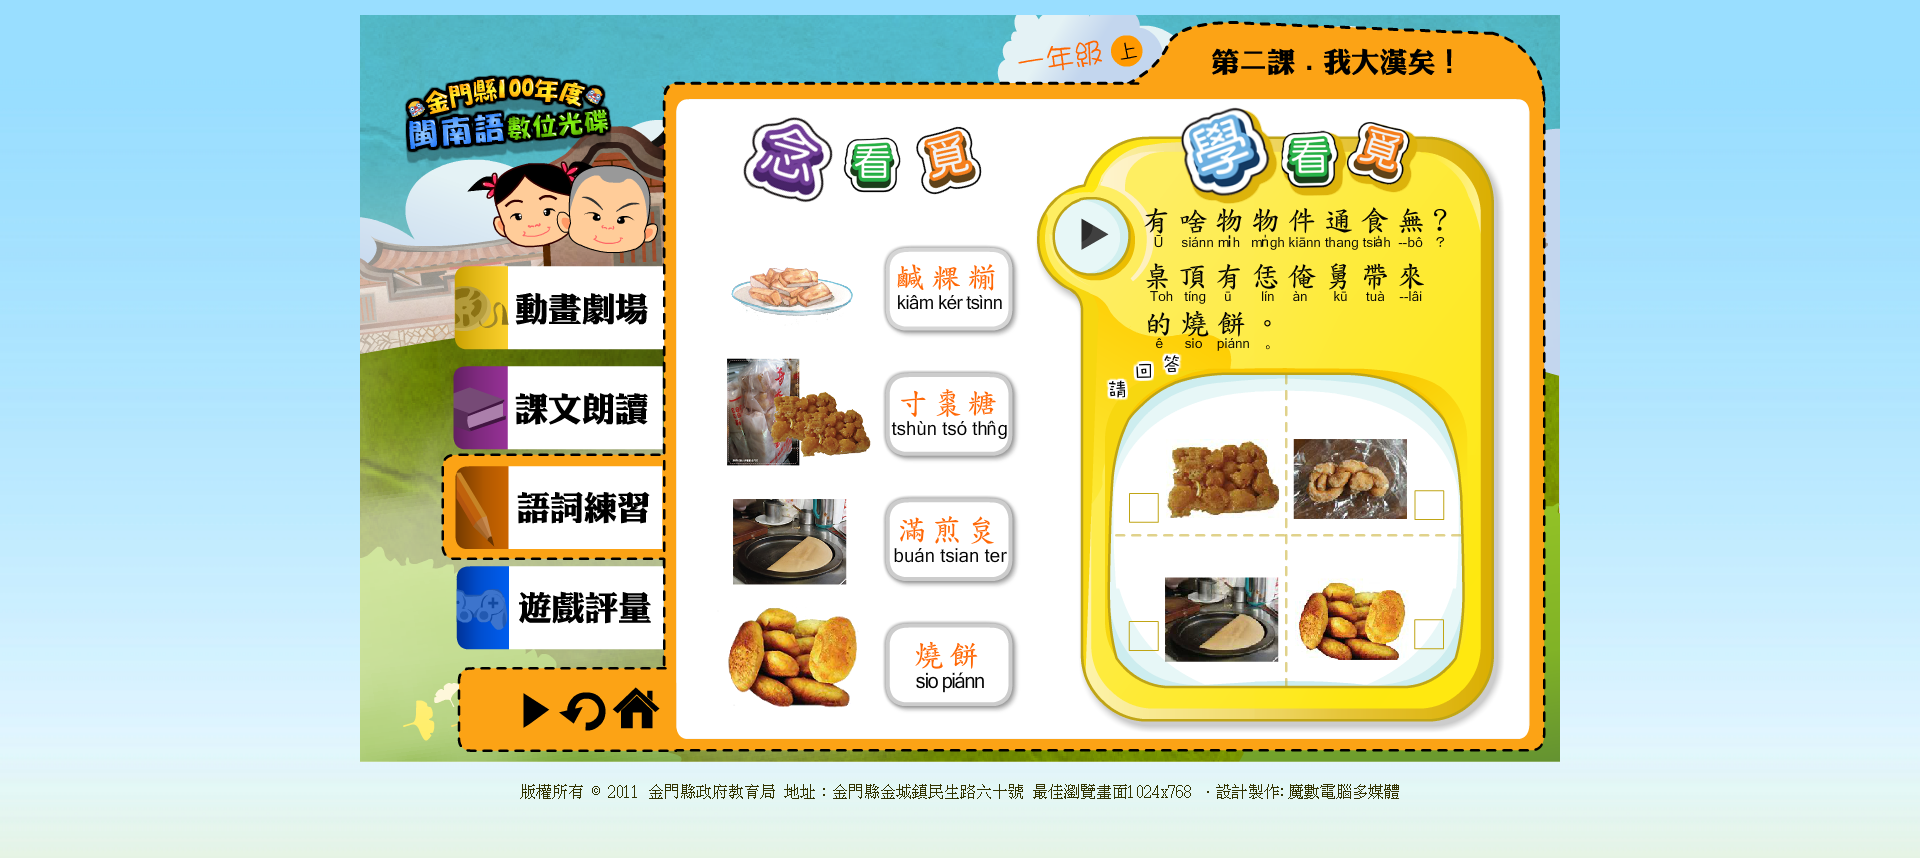 一年級 上
第二課．我大漢矣！
金門縣100年度
閩南語數位光碟
動畫劇場
課文朗讀
語詞練習
遊戲評量
念看覓
鹹粿㨃
kiâm kér tsìnn
寸棗糖
tshùn tsó thn̂g
滿煎炱
buán tsian ter
燒餅
sio piánn
學看覓
有啥物物件通食無？
Ū siánn mi̍h mn̍gh kiānn thang tsia̍h --bô ?
桌頂有恁俺舅帶來
Toh tíng ū lín àn kū tuà --lâi
的燒餅。
ê sio piánn 。
請回答
版權所有 © 2011 金門縣政府教育局 地址：金門縣金城鎮民生路六十號 最佳瀏覽畫面1024x768 ．設計製作: 魔數電腦多媒體